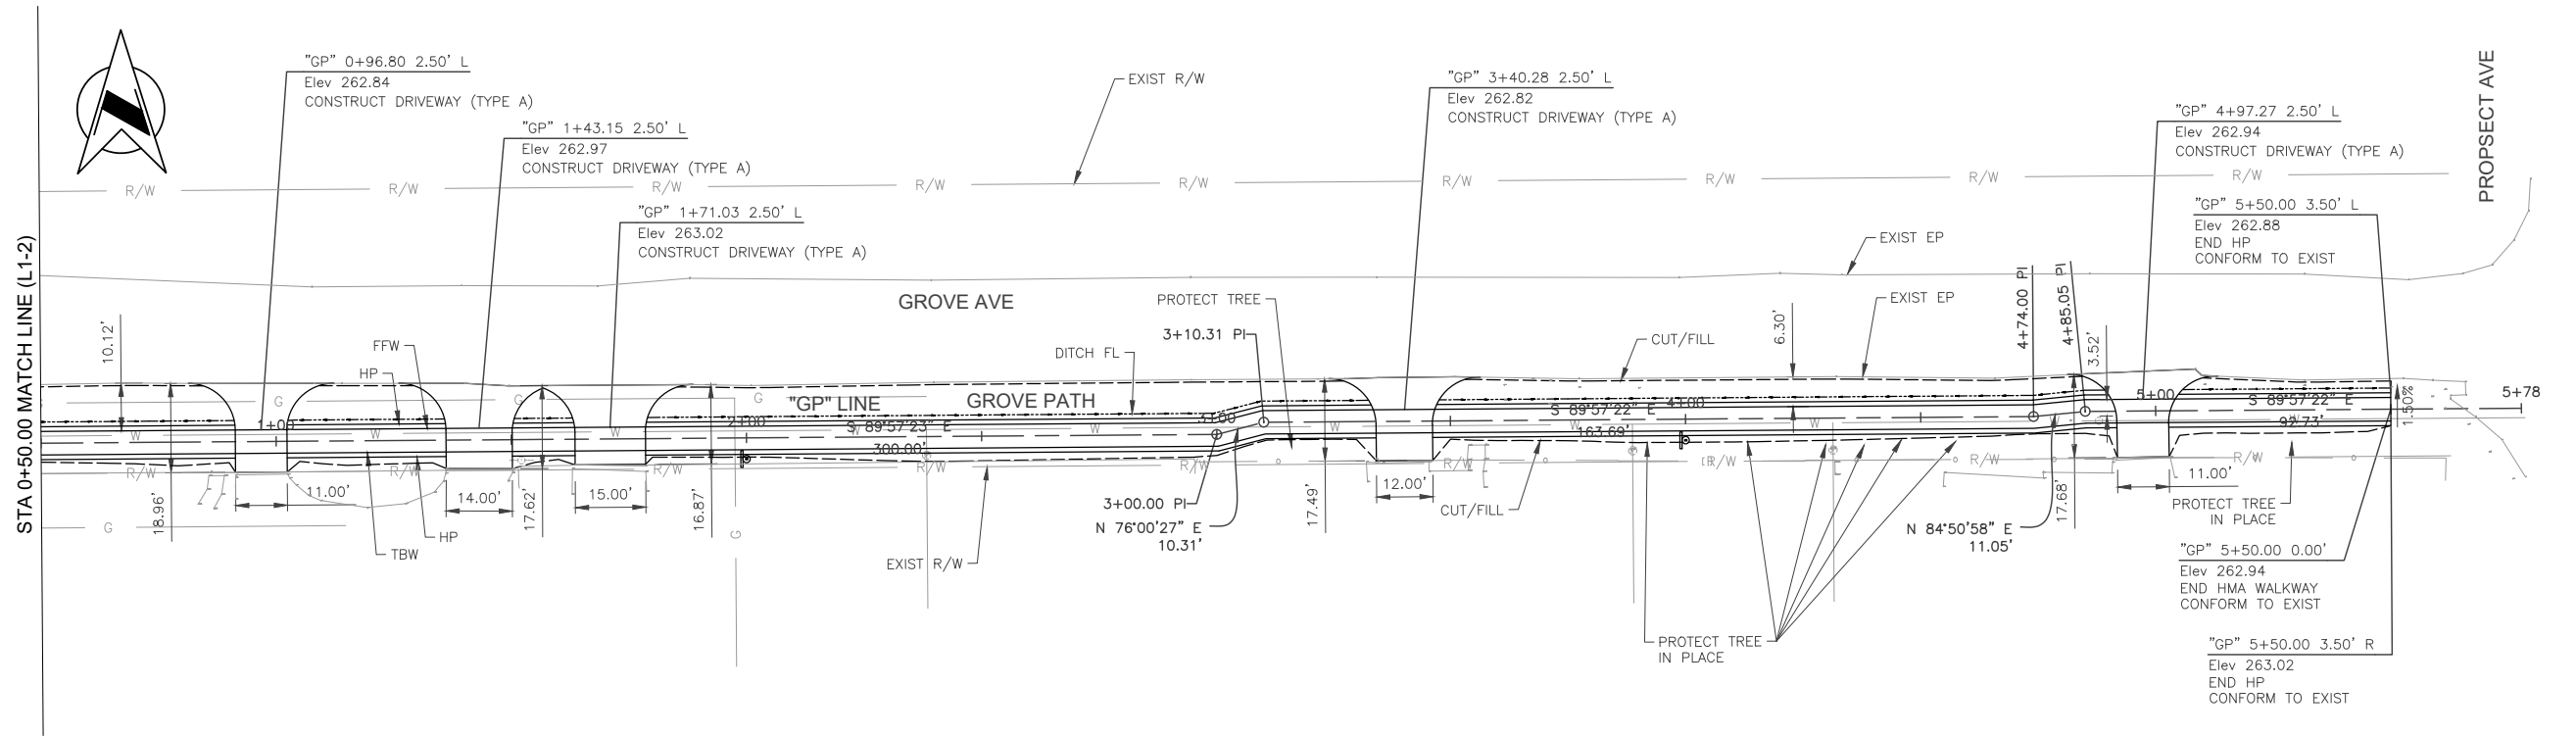 "GP" 0+96.80 2.50' L
Elev 262.84
CONSTRUCT DRIVEWAY (TYPE A)
"GP" 1+43.15 2.50' L
Elev 262.97
CONSTRUCT DRIVEWAY (TYPE A)
"GP" 1+71.03 2.50' L
Elev 263.02
CONSTRUCT DRIVEWAY (TYPE A)
EXIST R/W
"GP" 3+40.28 2.50' L
Elev 262.82
CONSTRUCT DRIVEWAY (TYPE A)
"GP" 4+97.27 2.50' L
Elev 262.94
CONSTRUCT DRIVEWAY (TYPE A)
PROPSECT AVE
R/W R/W R/W R/W R/W R/W R/W R/W R/W
"GP" 5+50.00 3.50' L
Elev 262.88
END HP
CONFORM TO EXIST
STA 0+50.00 MATCH LINE (L1-2)
EXIST EP
GROVE AVE
PROTECT TREE
3+10.31 PI
DITCH FL
EXIST EP
CUT/FILL
6.30'
4+74.00 PI
4+85.05 PI
3.52'
10.12'
FFW
HP
G G G
"GP" LINE
GROVE PATH
1+00
2+00
3+00
4+00
5+00
5+78
S 89°57'23" E
300.00'
S 89°57'22" E
163.69'
S 89°57'22" E
92.73'
1.50%
W W W W W W W W
R/W R/W R/W R/W R/W R/W R/W R/W R/W
18.96'
11.00'
14.00'
17.62'
15.00'
16.87'
17.49'
12.00'
17.68'
11.00'
G
G
HP
TBW
EXIST R/W
3+00.00 PI
N 76°00'27" E
10.31'
CUT/FILL
N 84°50'58" E
11.05'
PROTECT TREE
IN PLACE
PROTECT TREE
IN PLACE
"GP" 5+50.00 0.00'
Elev 262.94
END HMA WALKWAY
CONFORM TO EXIST
"GP" 5+50.00 3.50' R
Elev 263.02
END HP
CONFORM TO EXIST